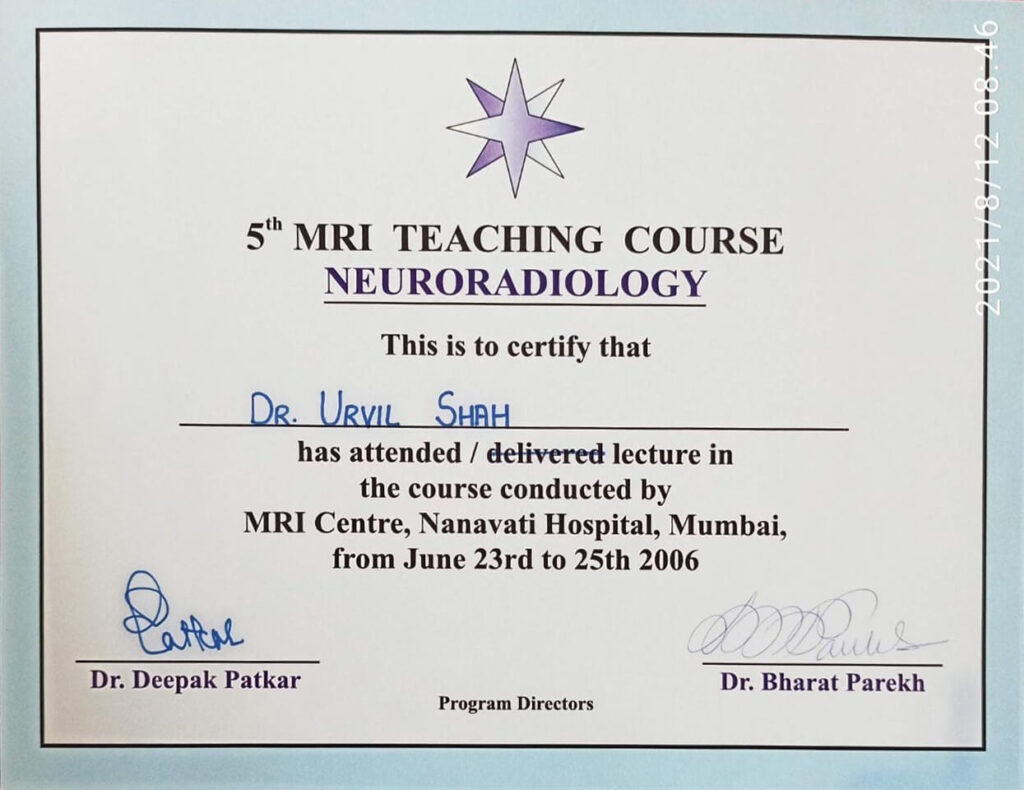 5th MRI TEACHING COURSE
NEURORADIOLOGY
This is to certify that
DR. URVIL SHAH
has attended / delivered lecture in
the course conducted by
MRI Centre, Nanavati Hospital, Mumbai,
from June 23rd to 25th 2006
Patkar
Dr. Deepak Patkar
Dr. Bharat Parekh
Program Directors
2021/8/12 08:46